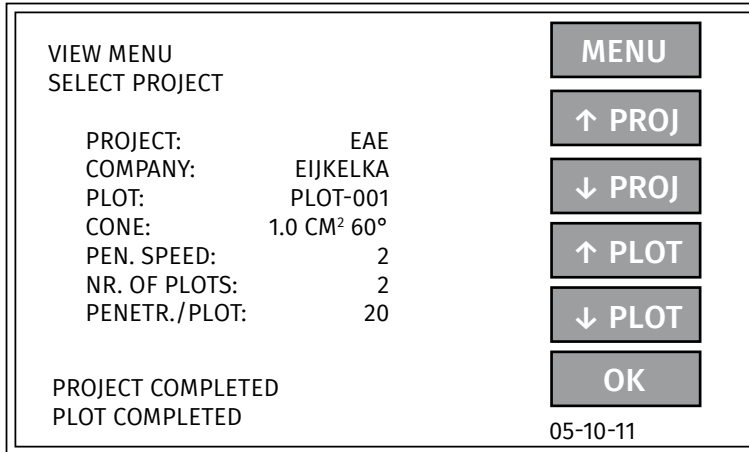 VIEW MENU
SELECT PROJECT
PROJECT: EAE
COMPANY: EIJKELKA
PLOT: PLOT-001
CONE: 1.0 CM² 60°
PEN. SPEED: 2
NR. OF PLOTS: 2
PENETR./PLOT: 20
PROJECT COMPLETED
PLOT COMPLETED
MENU
↑ PROJ
↓ PROJ
↑ PLOT
↓ PLOT
OK
05-10-11